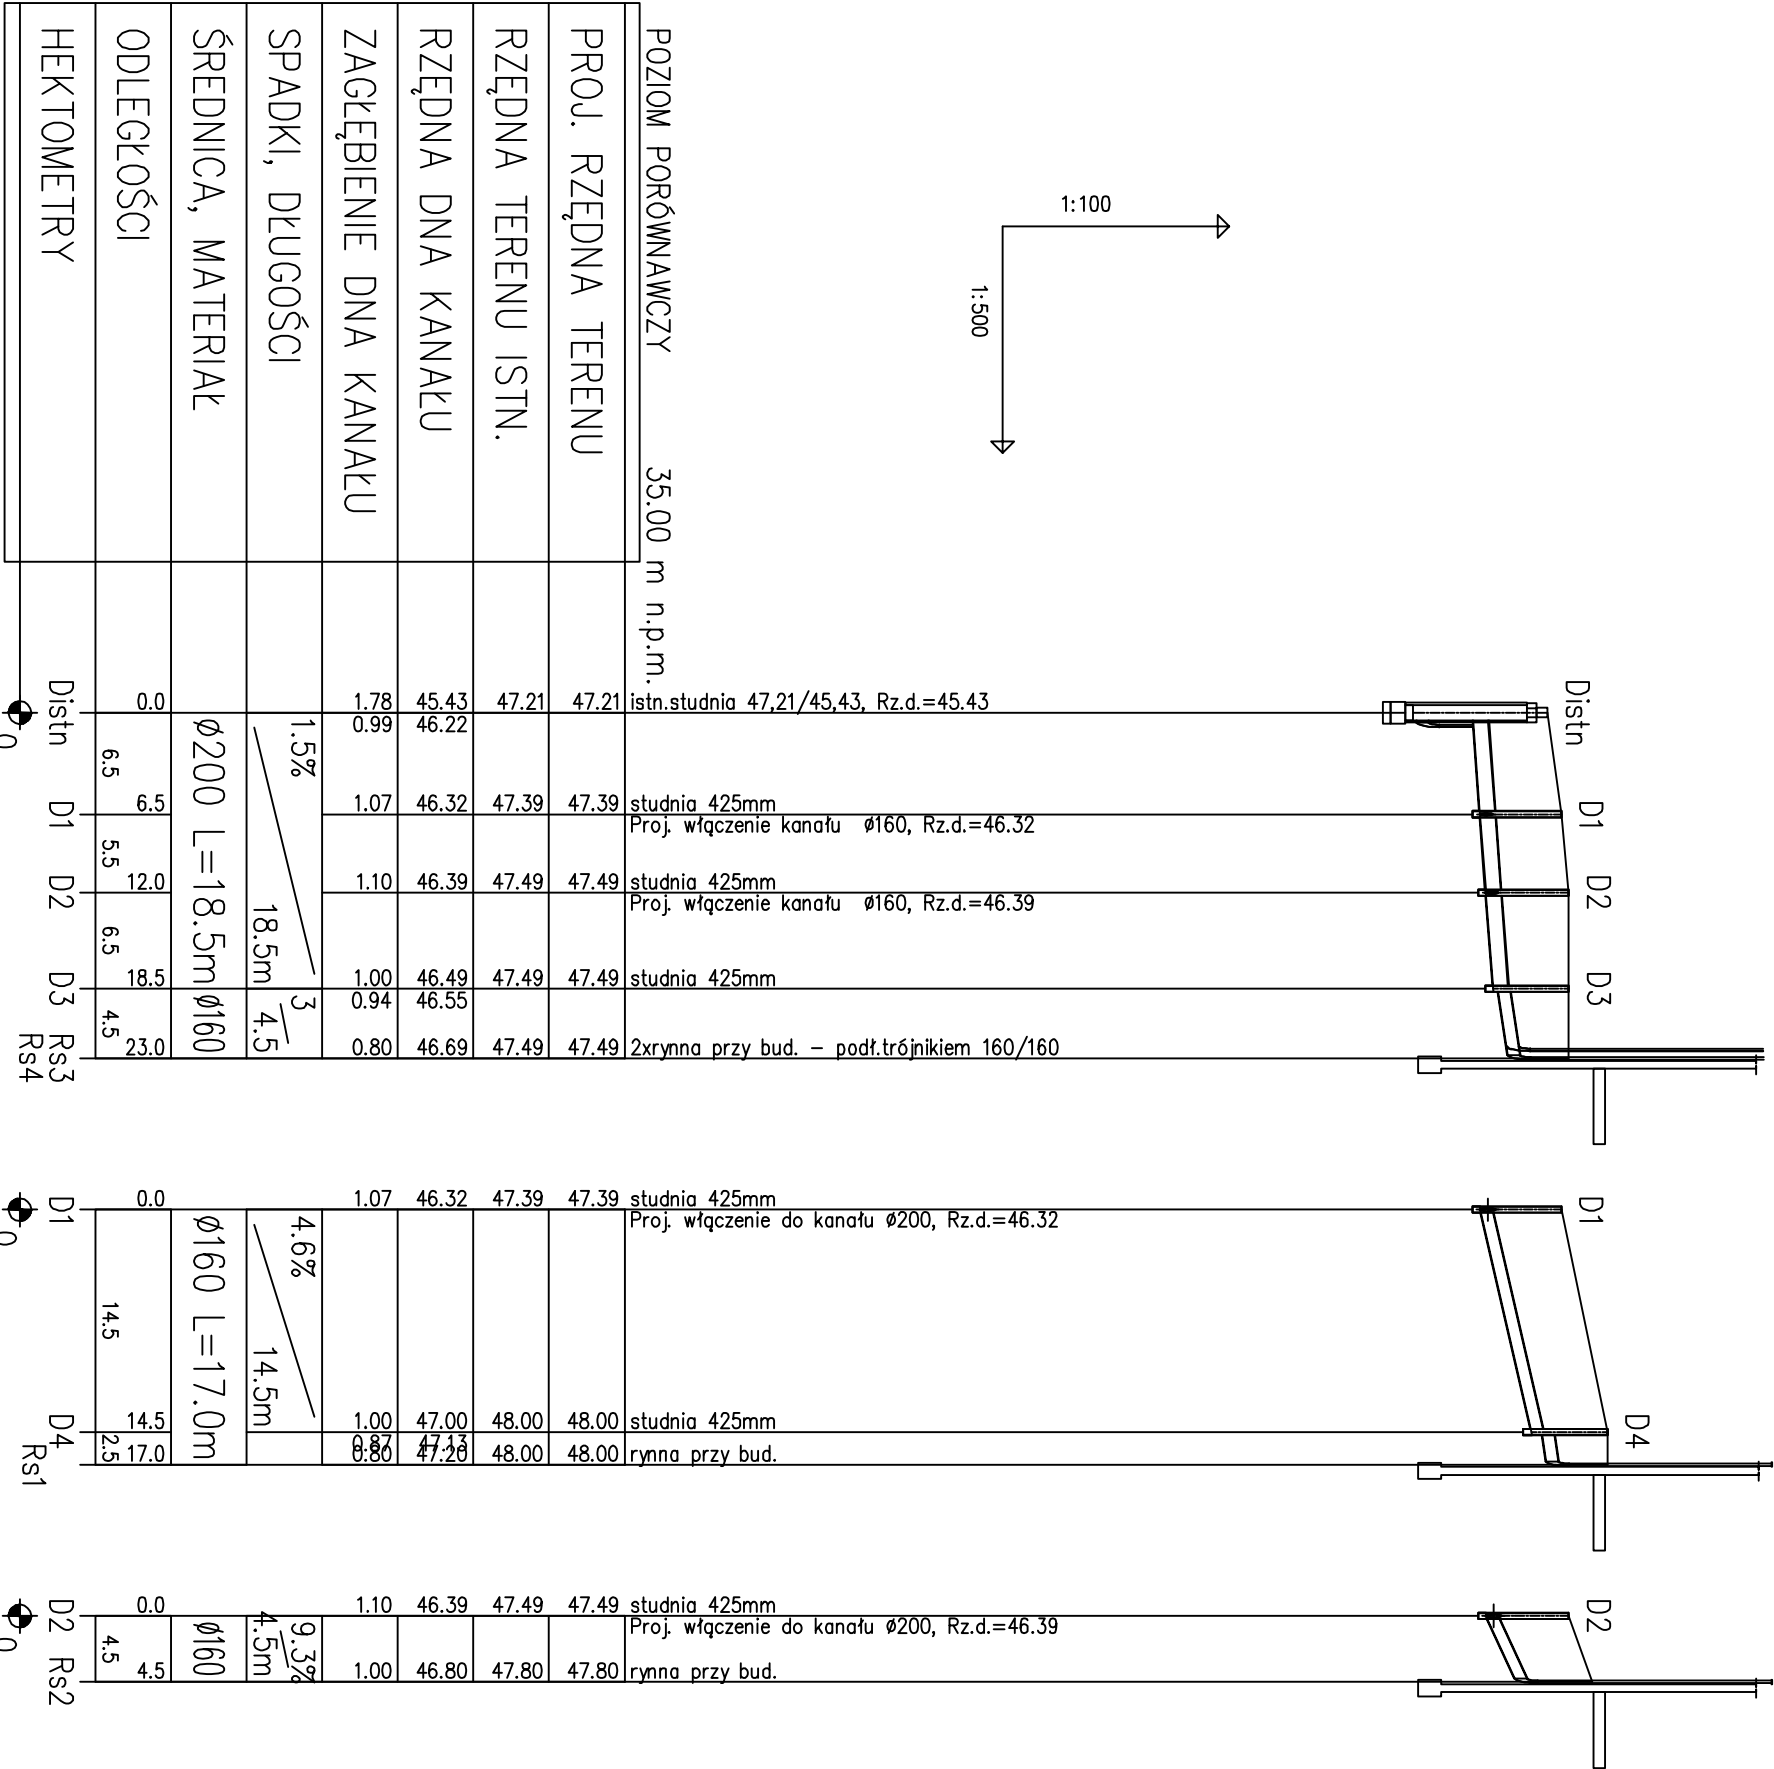 1:100
1:500
POZIOM PORÓWNAWCZY 35.00 m n.p.m.
PROJ. RZĘDNA TERENU
RZĘDNA TERENU ISTN.
RZĘDNA DNA KANAŁU
ZAGŁĘBIENIE DNA KANAŁU
SPADKI, DŁUGOŚCI
ŚREDNICA, MATERIAŁ
ODLEGŁOŚCI
HEKTOMETRY
Distn
D1
D2
D3
istn.studnia 47,21/45,43, Rz.d.=45.43
studnia 425mm
Proj. włączenie kanału ø160, Rz.d.=46.32
studnia 425mm
Proj. włączenie kanału ø160, Rz.d.=46.39
studnia 425mm
2xrynna przy bud. – podł.trójnikiem 160/160
47.21 47.39 47.49 47.49 47.49
47.21 47.39 47.49 47.49 47.49
45.43 46.22 46.32 46.39 46.49 46.55 46.69
1.78 0.99 1.07 1.10 1.00 0.94 0.80
1.5% 18.5m 3 4.5
ø200 L=18.5m ø160
0.0 6.5 12.0 18.5 23.0
6.5 5.5 6.5 4.5
Distn D1 D2 D3 Rs3
Rs4
0
D1
D4
studnia 425mm
Proj. włączenie do kanału ø200, Rz.d.=46.32
studnia 425mm
rynna przy bud.
47.39 48.00 48.00
47.39 48.00 48.00
46.32 47.00 47.13 47.20
1.07 1.00 0.87 0.80
4.6% 14.5m
ø160 L=17.0m
0.0 14.5 17.0
14.5 2.5
D1 D4
Rs1
0
D2
studnia 425mm
Proj. włączenie do kanału ø200, Rz.d.=46.39
rynna przy bud.
47.49 47.80
47.49 47.80
46.39 46.80
1.10 1.00
9.3% 4.5m
ø160
0.0 4.5
4.5
D2 Rs2
0